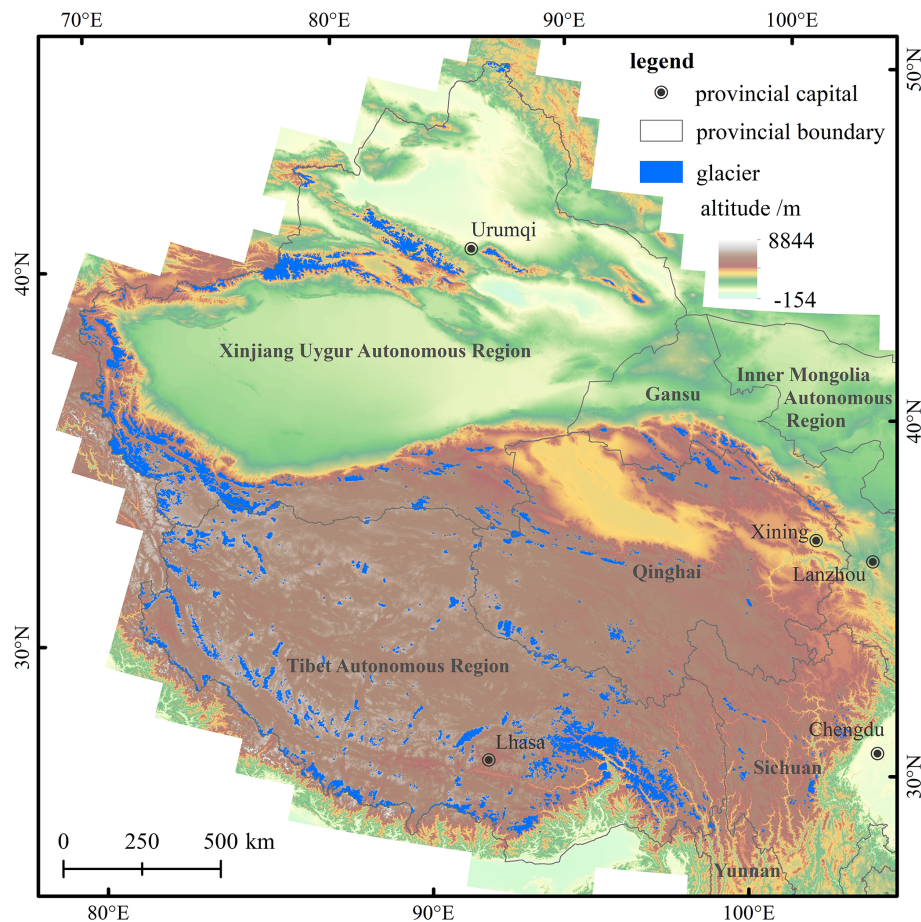 70°E
80°E
90°E
100°E
50°N
legend
provincial capital
provincial boundary
glacier
altitude /m
8844
-154
Urumqi
40°N
Xinjiang Uygur Autonomous Region
Inner Mongolia
Autonomous
Region
Gansu
40°N
Xining
Lanzhou
Qinghai
30°N
Tibet Autonomous Region
Lhasa
Chengdu
Sichuan
30°N
0
250
500 km
Yunnan
80°E
90°E
100°E